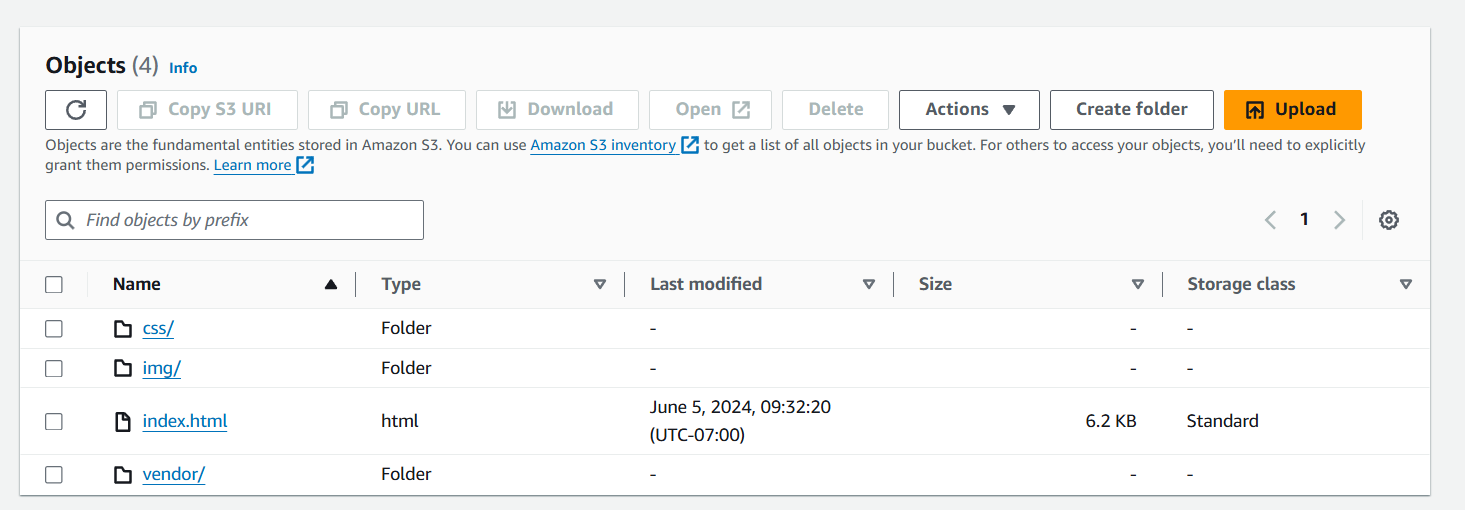 Objects (4) Info
Copy S3 URI Copy URL Download Open Delete Actions Create folder Upload
Objects are the fundamental entities stored in Amazon S3. You can use Amazon S3 inventory to get a list of all objects in your bucket. For others to access your objects, you'll need to explicitly
grant them permissions. Learn more
Find objects by prefix 1
Name Type Last modified Size Storage class
css/ Folder - - -
img/ Folder - - -
index.html html June 5, 2024, 09:32:20 (UTC-07:00) 6.2 KB Standard
vendor/ Folder - - -